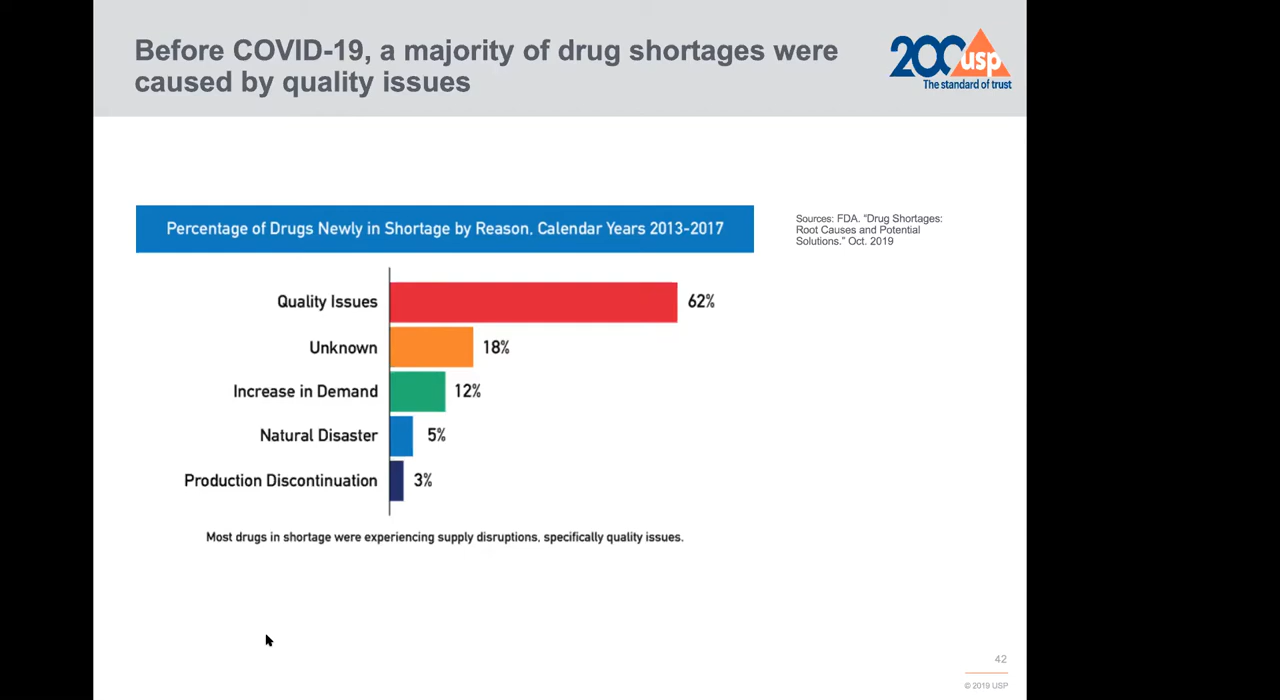 Before COVID-19, a majority of drug shortages were
caused by quality issues
200 usp
The standard of trust
Percentage of Drugs Newly in Shortage by Reason, Calendar Years 2013-2017
Sources: FDA. "Drug Shortages:
Root Causes and Potential
Solutions." Oct. 2019
Quality Issues 62%
Unknown 18%
Increase in Demand 12%
Natural Disaster 5%
Production Discontinuation 3%
Most drugs in shortage were experiencing supply disruptions, specifically quality issues.
42
© 2019 USP